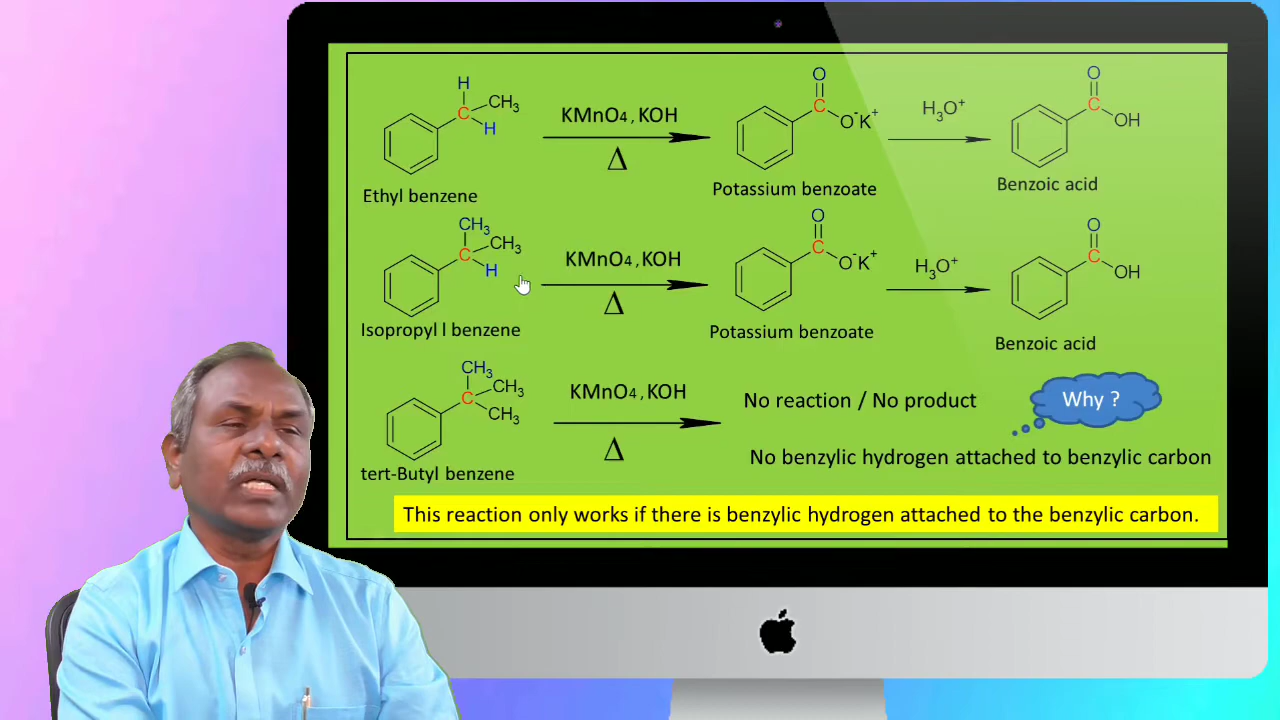 H
CH3
C
H
KMnO4 ,KOH
Δ
O
C
O-K+
H3O+
O
C
OH
Ethyl benzene
Potassium benzoate
Benzoic acid
CH3
CH3
C
H
KMnO4 ,KOH
Δ
O
C
O-K+
H3O+
O
C
OH
Isopropyl l benzene
Potassium benzoate
Benzoic acid
CH3
CH3
C
CH3
KMnO4 ,KOH
Δ
No reaction / No product
Why ?
tert-Butyl benzene
No benzylic hydrogen attached to benzylic carbon
This reaction only works if there is benzylic hydrogen attached to the benzylic carbon.